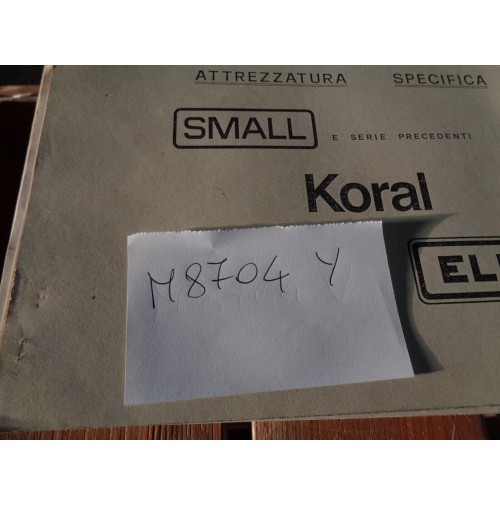 ATTREZZATURA SPECIFICA
SMALL E SERIE PRECEDENTI
Koral
M8704 Y